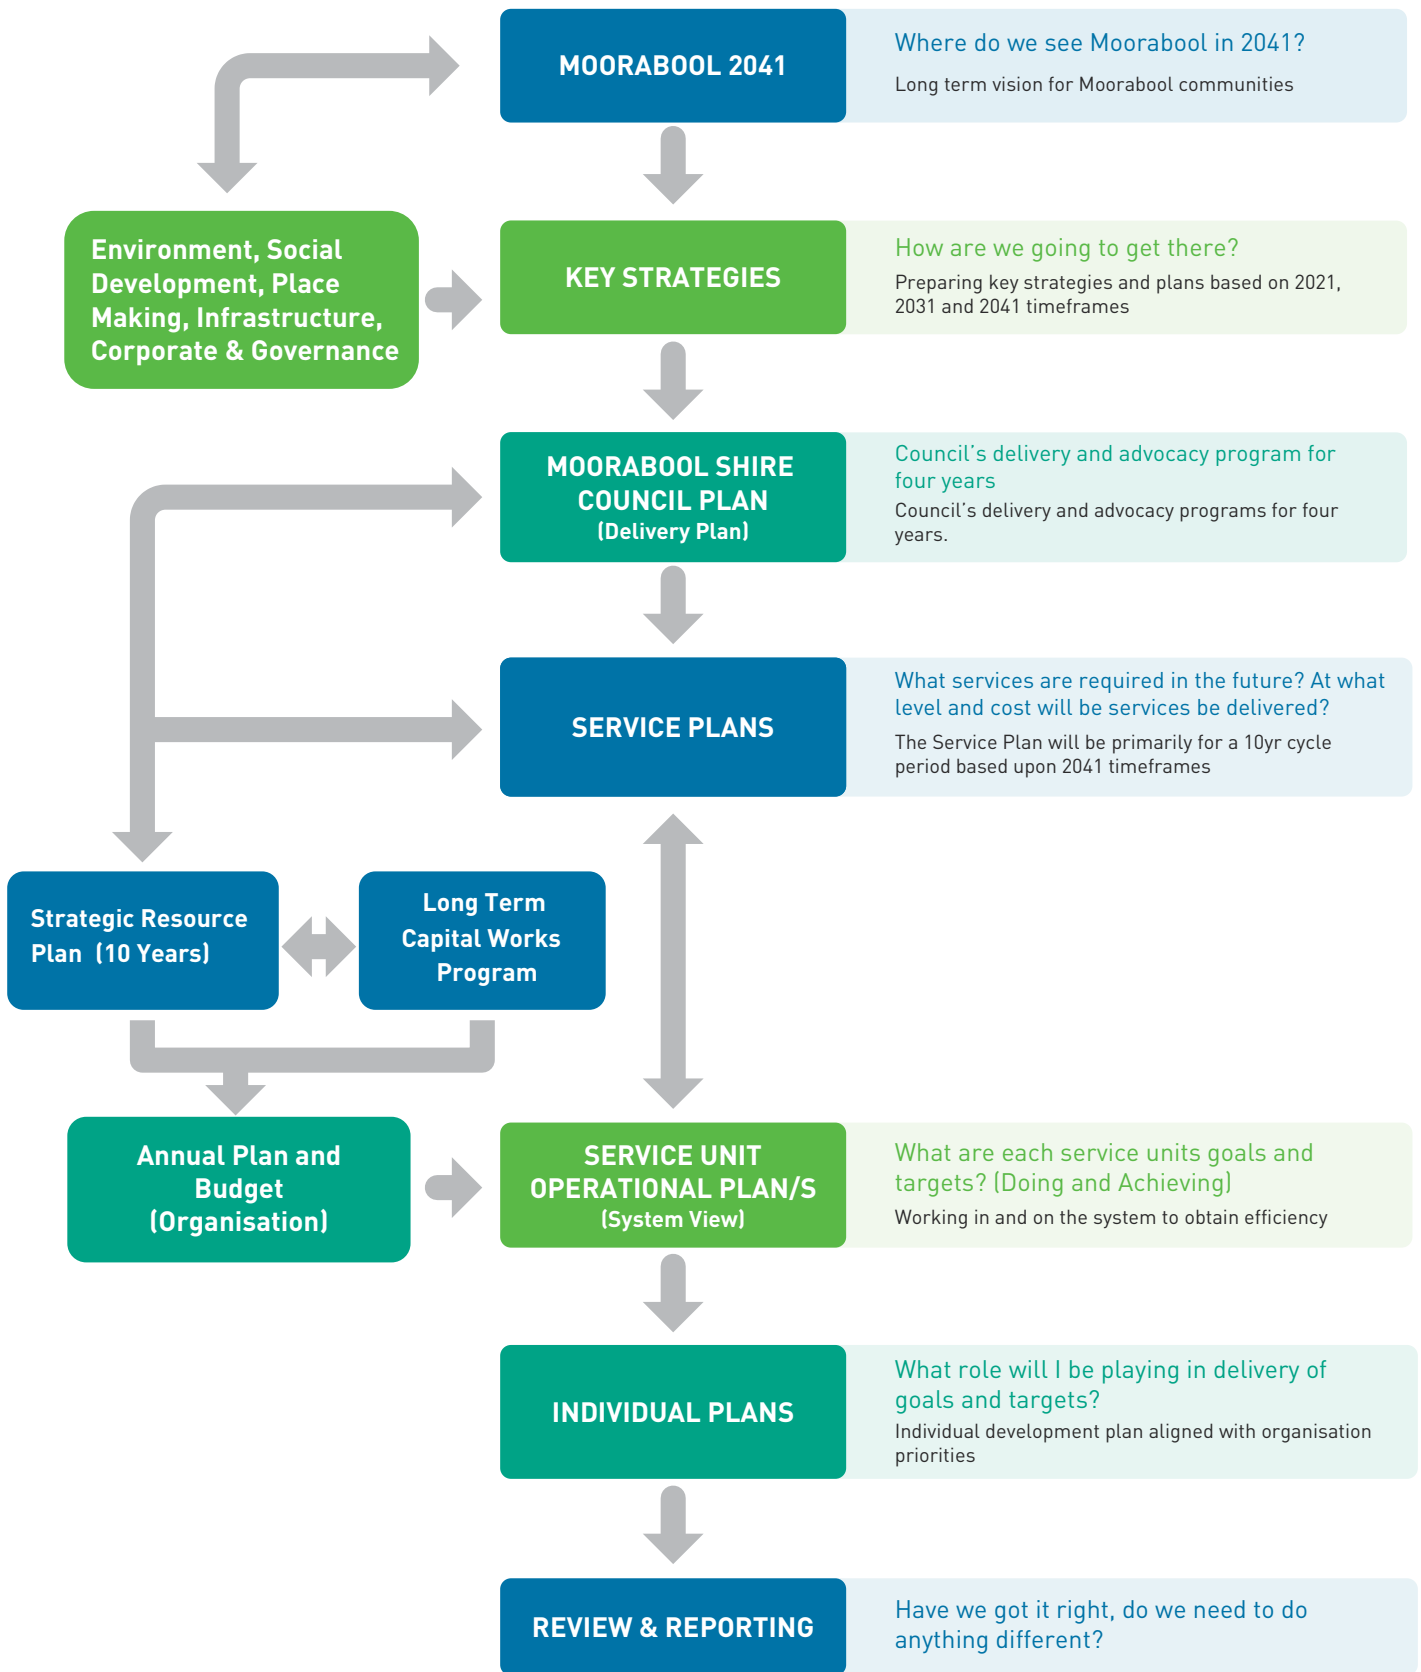 MOORABOOL 2041
Where do we see Moorabool in 2041?
Long term vision for Moorabool communities
Environment, Social
Development, Place
Making, Infrastructure,
Corporate & Governance
KEY STRATEGIES
How are we going to get there?
Preparing key strategies and plans based on 2021,
2031 and 2041 timeframes
MOORABOOL SHIRE
COUNCIL PLAN
(Delivery Plan)
Council's delivery and advocacy program for
four years
Council's delivery and advocacy programs for four
years.
SERVICE PLANS
What services are required in the future? At what
level and cost will be services be delivered?
The Service Plan will be primarily for a 10yr cycle
period based upon 2041 timeframes
Strategic Resource
Plan (10 Years)
Long Term
Capital Works
Program
Annual Plan and
Budget
(Organisation)
SERVICE UNIT
OPERATIONAL PLAN/S
(System View)
What are each service units goals and
targets? (Doing and Achieving)
Working in and on the system to obtain efficiency
INDIVIDUAL PLANS
What role will I be playing in delivery of
goals and targets?
Individual development plan aligned with organisation
priorities
REVIEW & REPORTING
Have we got it right, do we need to do
anything different?